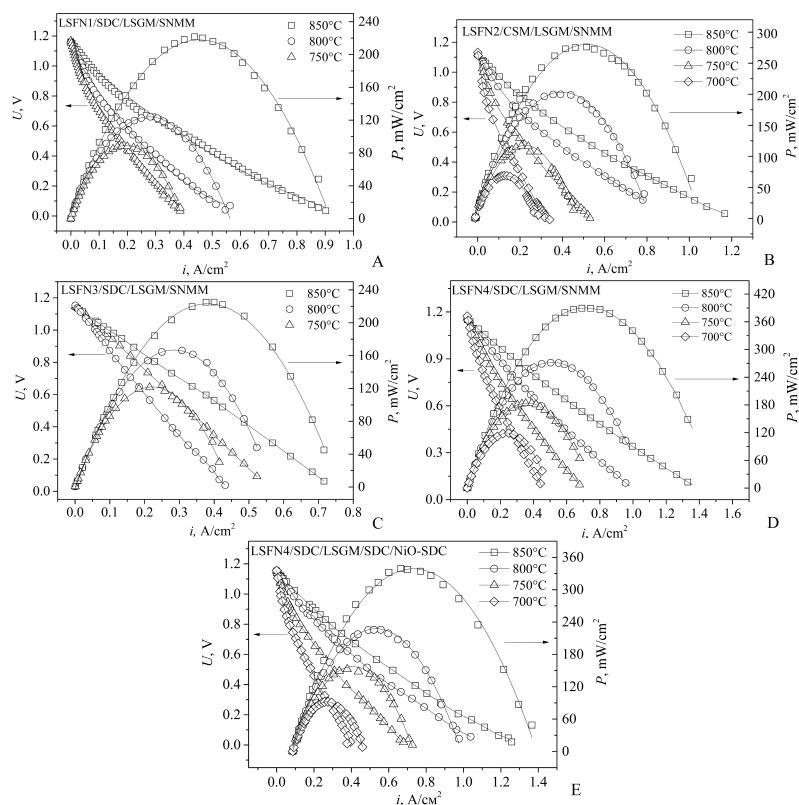 LSFN1/SDC/LSGM/SNMM
850°C
800°C
750°C
U, V
1.2
1.0
0.8
0.6
0.4
0.2
0.0
240
200
160
120
80
40
0
P, mW/cm²
0.0 0.1 0.2 0.3 0.4 0.5 0.6 0.7 0.8 0.9 1.0
i, A/cm²
A
LSFN2/CSM/LSGM/SNMM
850°C
800°C
750°C
700°C
U, V
1.2
1.0
0.8
0.6
0.4
0.2
0.0
300
250
200
150
100
50
0
P, mW/cm²
0.0 0.2 0.4 0.6 0.8 1.0 1.2
i, A/cm²
B
LSFN3/SDC/LSGM/SNMM
850°C
800°C
750°C
U, V
1.2
1.0
0.8
0.6
0.4
0.2
0.0
240
200
160
120
80
40
0
P, mW/cm²
0.0 0.1 0.2 0.3 0.4 0.5 0.6 0.7 0.8
i, A/cm²
C
LSFN4/SDC/LSGM/SNMM
850°C
800°C
750°C
700°C
U, V
1.2
0.9
0.6
0.3
0.0
420
360
300
240
180
120
60
0
P, mW/cm²
0.0 0.2 0.4 0.6 0.8 1.0 1.2 1.4 1.6
i, A/cm²
D
LSFN4/SDC/LSGM/SDC/NiO-SDC
850°C
800°C
750°C
700°C
U, V
1.2
1.0
0.8
0.6
0.4
0.2
0.0
360
300
240
180
120
60
0
P, mW/cm²
0.0 0.2 0.4 0.6 0.8 1.0 1.2 1.4
i, A/см²
E